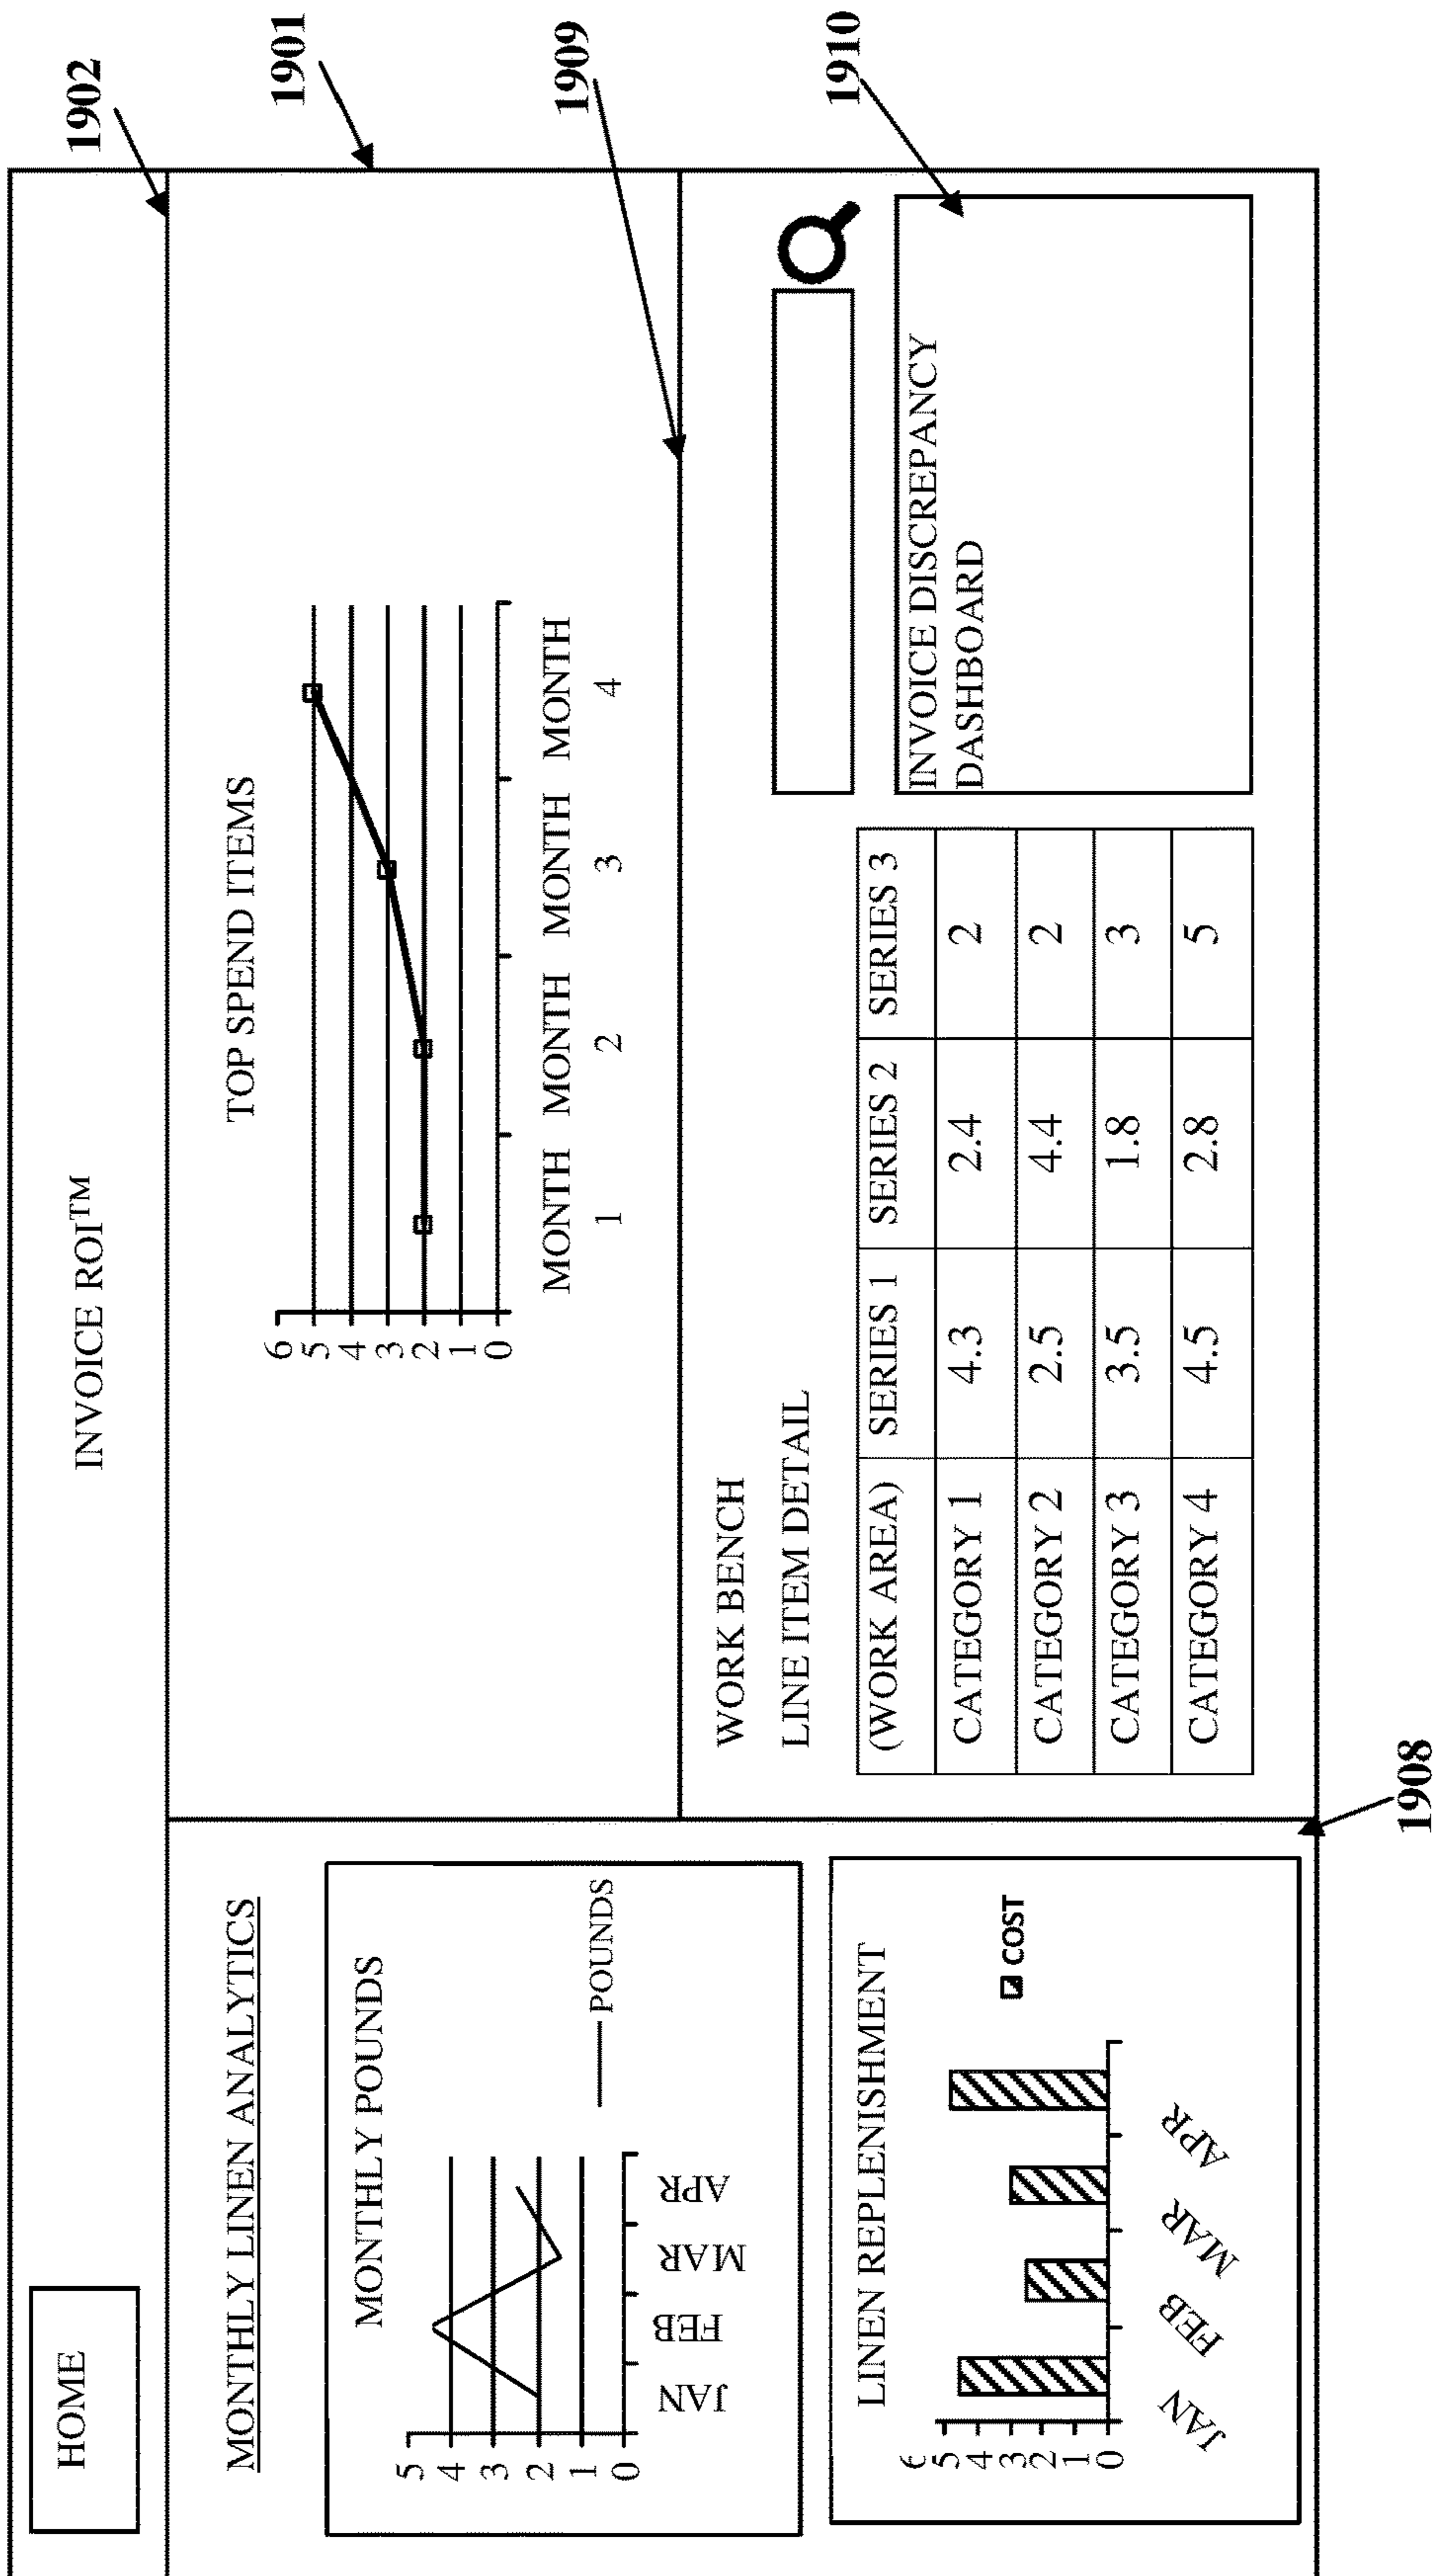 HOME
INVOICE ROI™
1902
1901
MONTHLY LINEN ANALYTICS
MONTHLY POUNDS
5
4
3
2
1
0
JAN FEB MAR APR
POUNDS
LINEN REPLENISHMENT
5
4
3
2
1
0
JAN FEB MAR APR
COST
1908
TOP SPEND ITEMS
6
5
4
3
2
1
0
MONTH MONTH MONTH MONTH
1 2 3 4
1909
WORK BENCH
LINE ITEM DETAIL
(WORK AREA) SERIES 1 SERIES 2 SERIES 3
CATEGORY 1 4.3 2.4 2
CATEGORY 2 2.5 4.4 2
CATEGORY 3 3.5 1.8 3
CATEGORY 4 4.5 2.8 5
INVOICE DISCREPANCY
DASHBOARD
1910